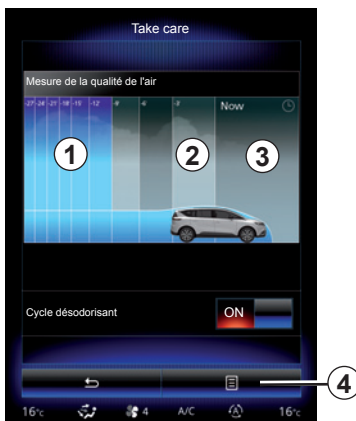 Take care
Mesure de la qualité de l'air
-27' -24' -21' -18' -15' -12' -9' -6' -3' Now
1 2 3
Cycle désodorisant ON
4
16°c 4 A/C 16°c